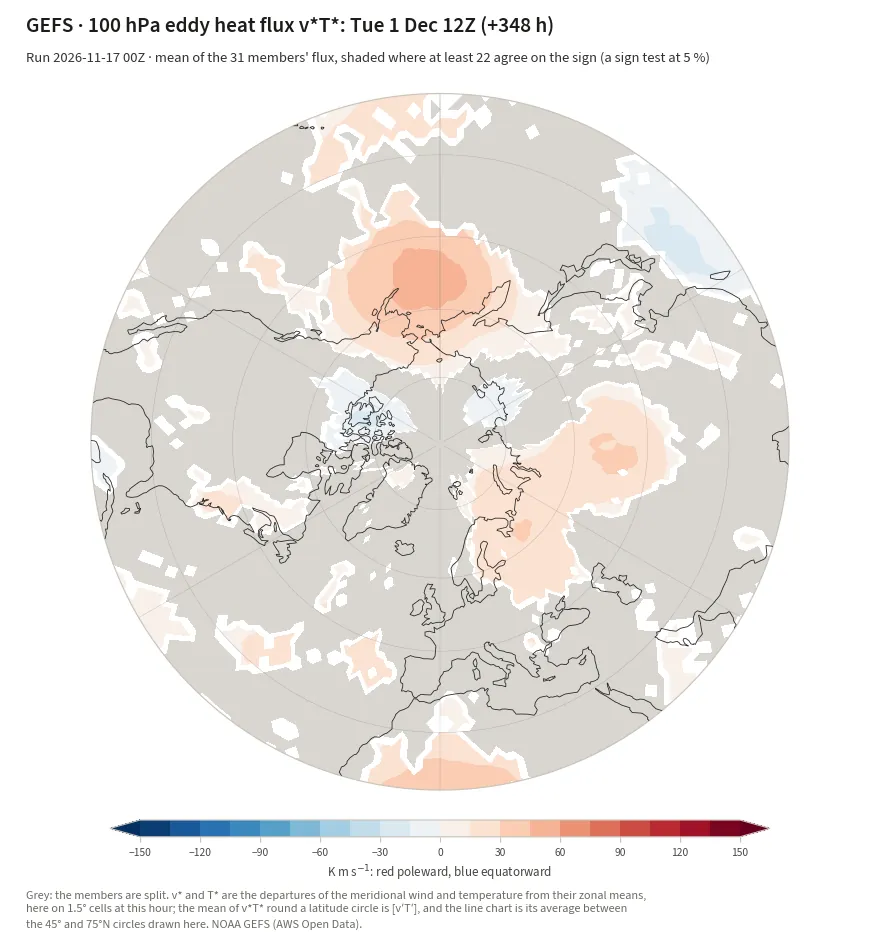 GEFS · 100 hPa eddy heat flux v*T*: Tue 1 Dec 12Z (+348 h)
Run 2026-11-17 00Z · mean of the 31 members' flux, shaded where at least 22 agree on the sign (a sign test at 5 %)
−150 −120 −90 −60 −30 0 30 60 90 120 150
K m s⁻¹: red poleward, blue equatorward
Grey: the members are split. v* and T* are the departures of the meridional wind and temperature from their zonal means,
here on 1.5° cells at this hour; the mean of v*T* round a latitude circle is [v′T′], and the line chart is its average between
the 45° and 75°N circles drawn here. NOAA GEFS (AWS Open Data).